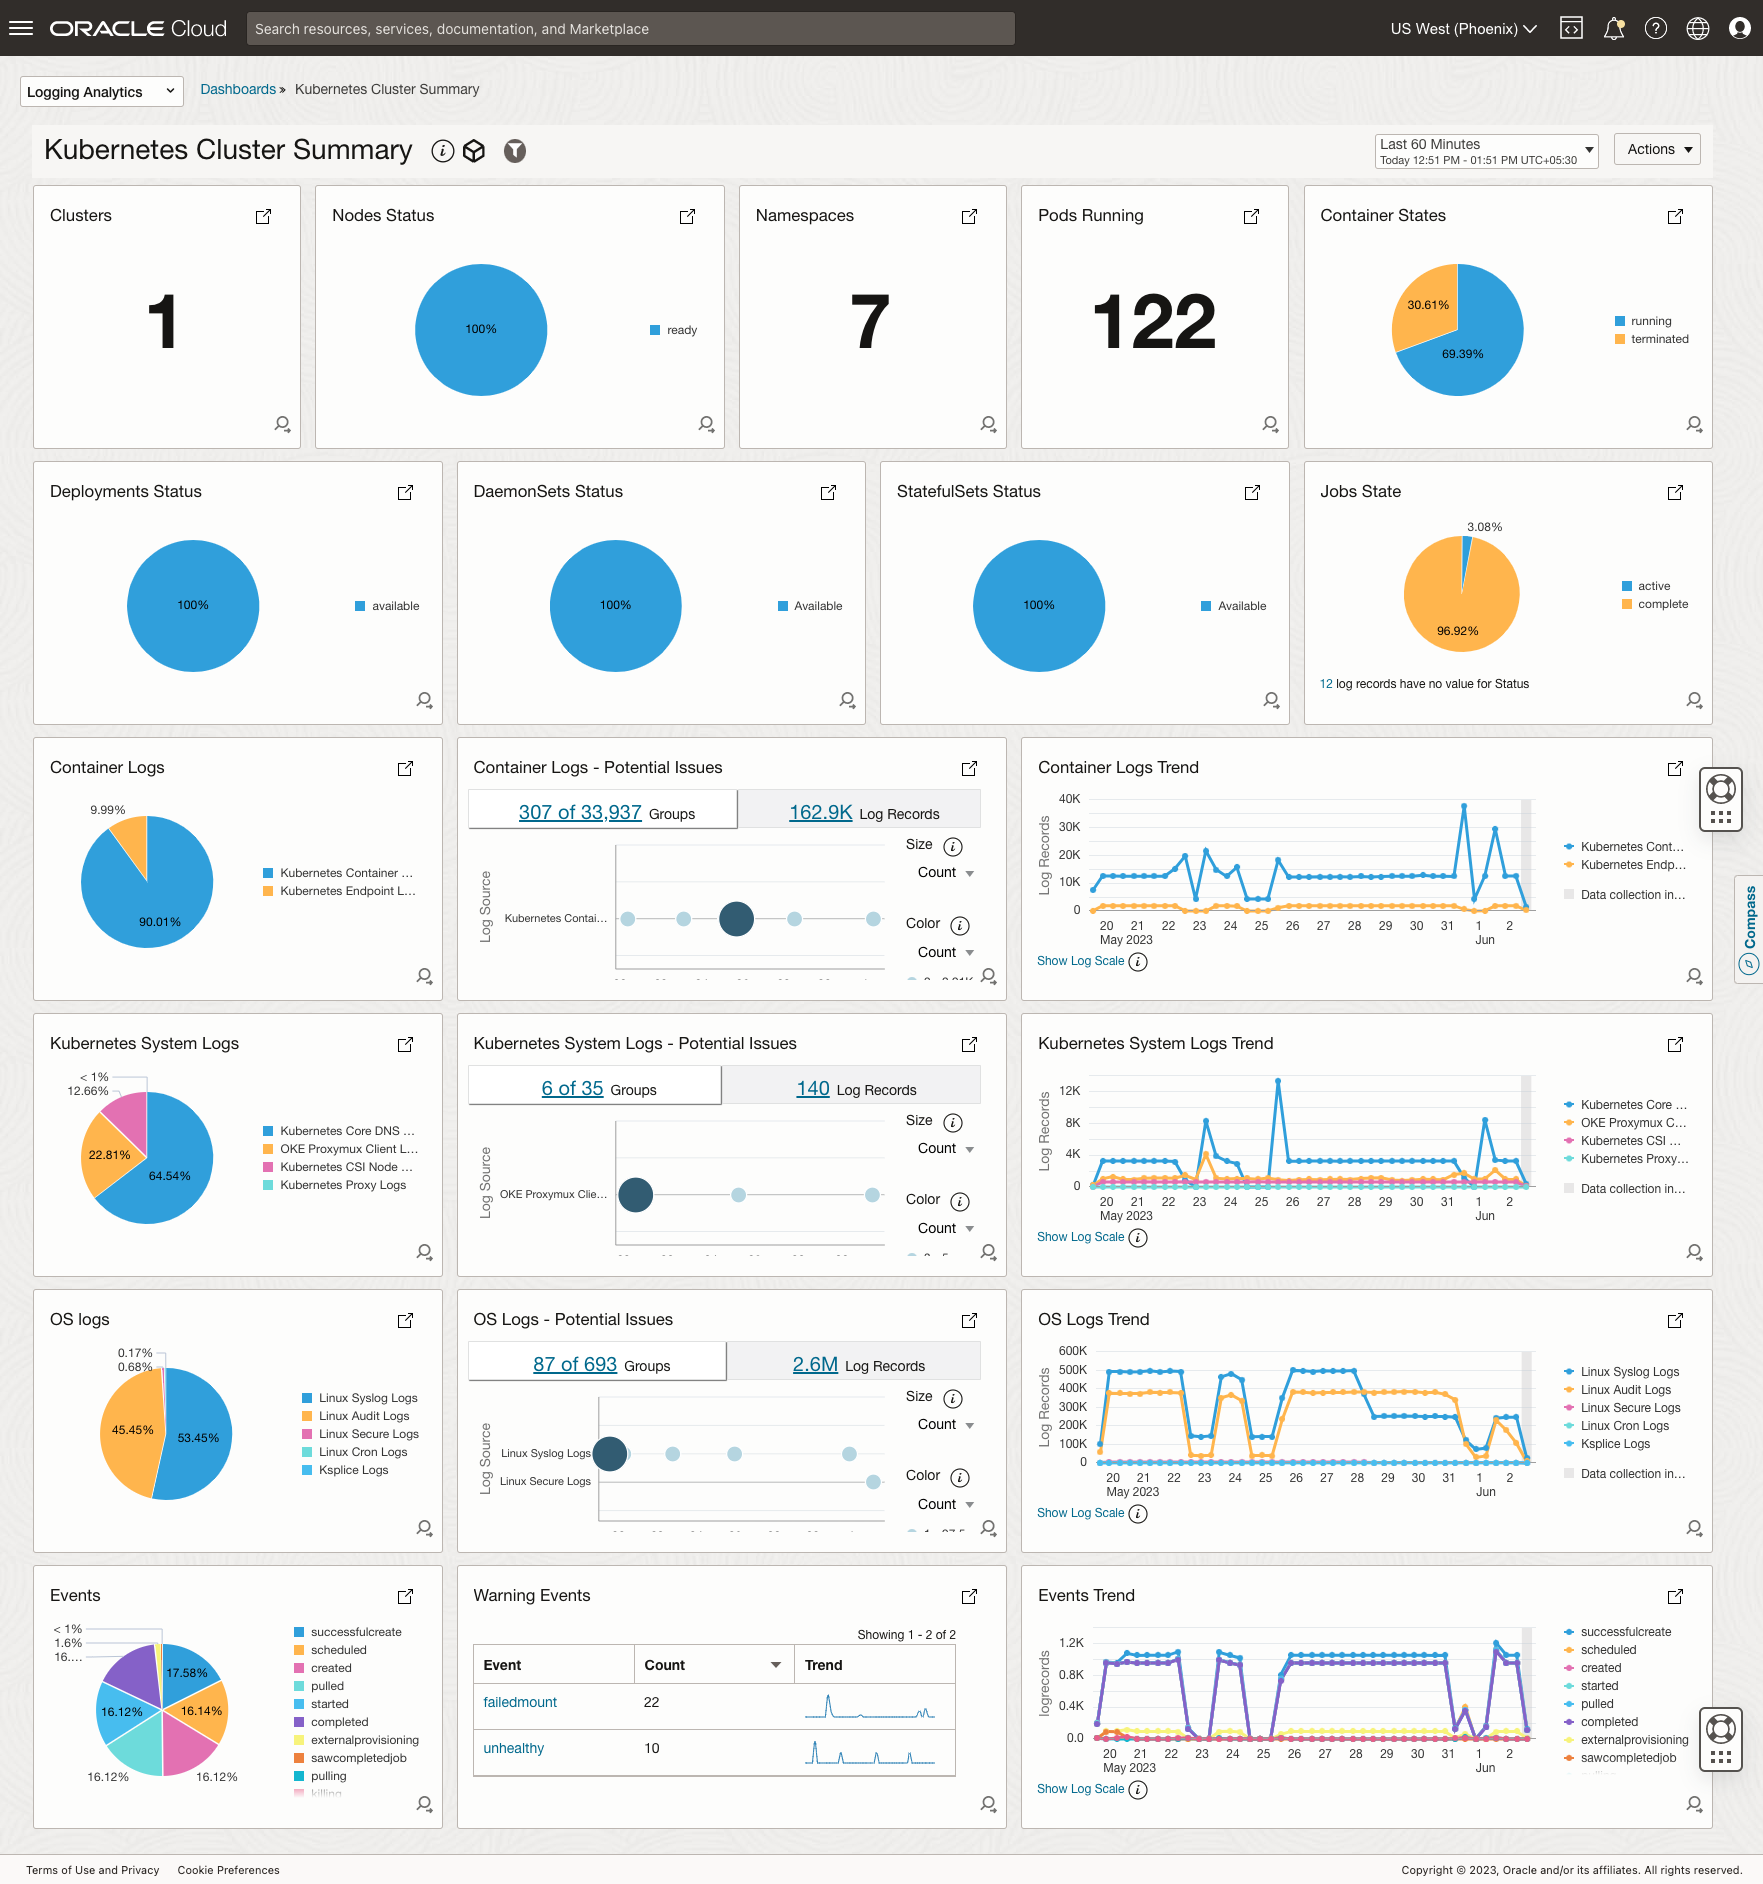 ORACLE Cloud
Search resources, services, documentation, and Marketplace
US West (Phoenix)
Logging Analytics
Dashboards » Kubernetes Cluster Summary
Kubernetes Cluster Summary
Last 60 Minutes
Today 12:51 PM - 01:51 PM UTC+05:30
Actions
Clusters
1
Nodes Status
100%
ready
Namespaces
7
Pods Running
122
Container States
30.61%
69.39%
running
terminated
Deployments Status
100%
available
DaemonSets Status
100%
Available
StatefulSets Status
100%
Available
Jobs State
3.08%
96.92%
active
complete
12 log records have no value for Status
Container Logs
9.99%
90.01%
Kubernetes Container ...
Kubernetes Endpoint L...
Container Logs - Potential Issues
307 of 33,937 Groups
162.9K Log Records
Log Source
Kubernetes Contai...
Size
Count
Color
Count
Container Logs Trend
Log Records
40K
30K
20K
10K
0
20 21 22 23 24 25 26 27 28 29 30 31 1 2
May 2023 Jun
Kubernetes Cont...
Kubernetes Endp...
Data collection in...
Show Log Scale
Compass
Kubernetes System Logs
< 1%
12.66%
22.81%
64.54%
Kubernetes Core DNS ...
OKE Proxymux Client L...
Kubernetes CSI Node ...
Kubernetes Proxy Logs
Kubernetes System Logs - Potential Issues
6 of 35 Groups
140 Log Records
Log Source
OKE Proxymux Clie...
Size
Count
Color
Count
Kubernetes System Logs Trend
Log Records
12K
8K
4K
0
20 21 22 23 24 25 26 27 28 29 30 31 1 2
May 2023 Jun
Kubernetes Core ...
OKE Proxymux C...
Kubernetes CSI ...
Kubernetes Proxy...
Data collection in...
Show Log Scale
OS logs
0.17%
0.68%
45.45%
53.45%
Linux Syslog Logs
Linux Audit Logs
Linux Secure Logs
Linux Cron Logs
Ksplice Logs
OS Logs - Potential Issues
87 of 693 Groups
2.6M Log Records
Log Source
Linux Syslog Logs
Linux Secure Logs
Size
Count
Color
Count
OS Logs Trend
Log Records
600K
500K
400K
300K
200K
100K
0
20 21 22 23 24 25 26 27 28 29 30 31 1 2
May 2023 Jun
Linux Syslog Logs
Linux Audit Logs
Linux Secure Logs
Linux Cron Logs
Ksplice Logs
Data collection in...
Show Log Scale
Events
< 1%
1.6%
16....
17.58%
16.12%
16.14%
16.12%
16.12%
successfulcreate
scheduled
created
pulled
started
completed
externalprovisioning
sawcompletedjob
pulling
killing
Warning Events
Showing 1 - 2 of 2
Event Count Trend
failedmount 22
unhealthy 10
Events Trend
logrecords
1.2K
0.8K
0.4K
0.0
20 21 22 23 24 25 26 27 28 29 30 31 1 2
May 2023 Jun
successfulcreate
scheduled
created
started
pulled
completed
externalprovisioning
sawcompletedjob
Show Log Scale
Terms of Use and Privacy Cookie Preferences
Copyright © 2023, Oracle and/or its affiliates. All rights reserved.